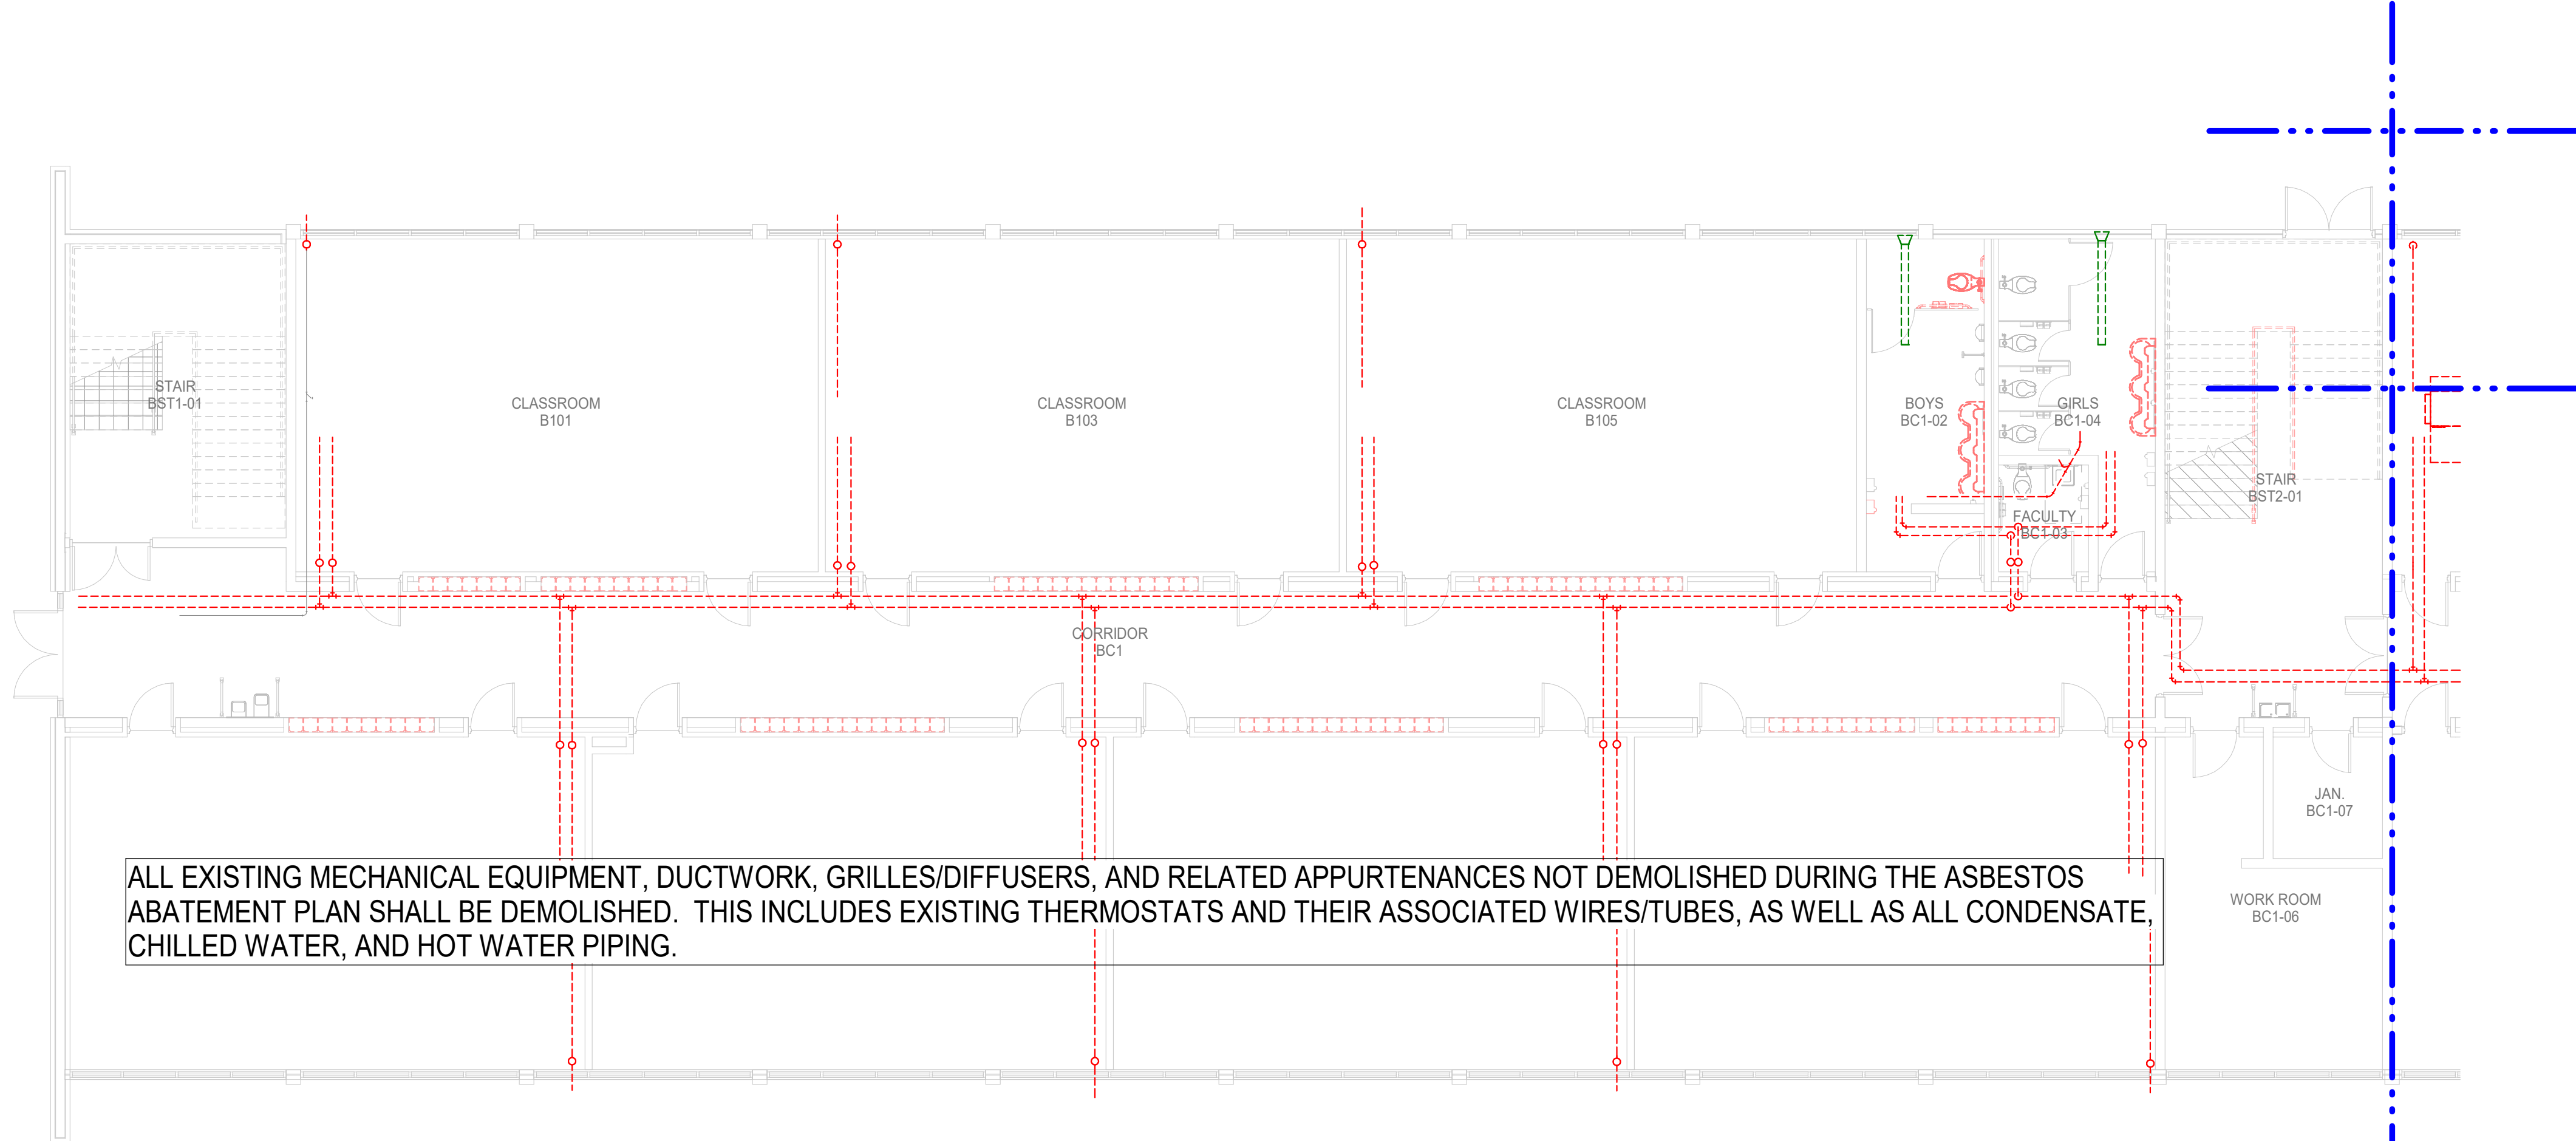 STAIR
BST1-01
CLASSROOM
B101
CLASSROOM
B103
CLASSROOM
B105
BOYS
BC1-02
GIRLS
BC1-04
FACULTY
BC1-03
STAIR
BST2-01
CORRIDOR
BC1
JAN.
BC1-07
WORK ROOM
BC1-06
ALL EXISTING MECHANICAL EQUIPMENT, DUCTWORK, GRILLES/DIFFUSERS, AND RELATED APPURTENANCES NOT DEMOLISHED DURING THE ASBESTOS
ABATEMENT PLAN SHALL BE DEMOLISHED. THIS INCLUDES EXISTING THERMOSTATS AND THEIR ASSOCIATED WIRES/TUBES, AS WELL AS ALL CONDENSATE,
CHILLED WATER, AND HOT WATER PIPING.